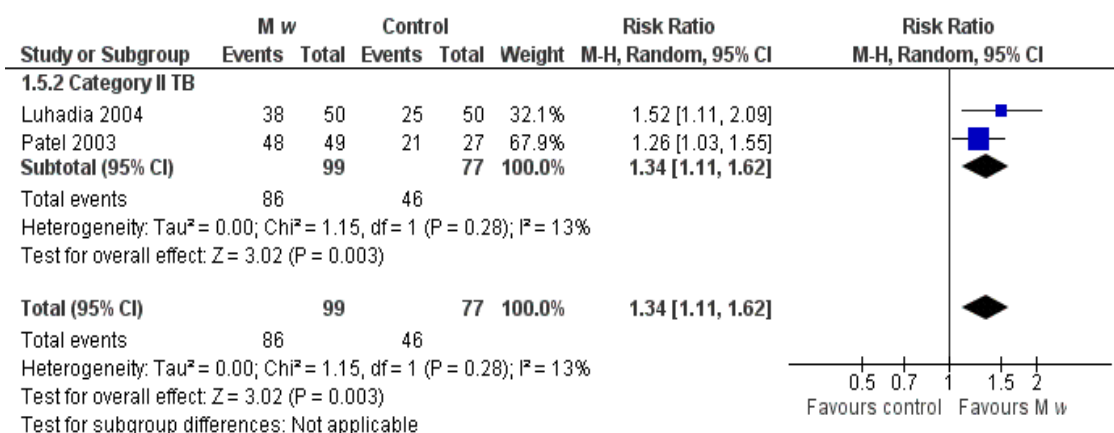 M w Control Risk Ratio Risk Ratio
Study or Subgroup Events Total Events Total Weight M-H, Random, 95% CI M-H, Random, 95% CI
1.5.2 Category II TB
Luhadia 2004 38 50 25 50 32.1% 1.52 [1.11, 2.09]
Patel 2003 48 49 21 27 67.9% 1.26 [1.03, 1.55]
Subtotal (95% CI) 99 77 100.0% 1.34 [1.11, 1.62]
Total events 86 46
Heterogeneity: Tau² = 0.00; Chi² = 1.15, df = 1 (P = 0.28); I² = 13%
Test for overall effect: Z = 3.02 (P = 0.003)
Total (95% CI) 99 77 100.0% 1.34 [1.11, 1.62]
Total events 86 46
Heterogeneity: Tau² = 0.00; Chi² = 1.15, df = 1 (P = 0.28); I² = 13%
Test for overall effect: Z = 3.02 (P = 0.003)
Test for subgroup differences: Not applicable
0.5 0.7 1 1.5 2
Favours control Favours M w